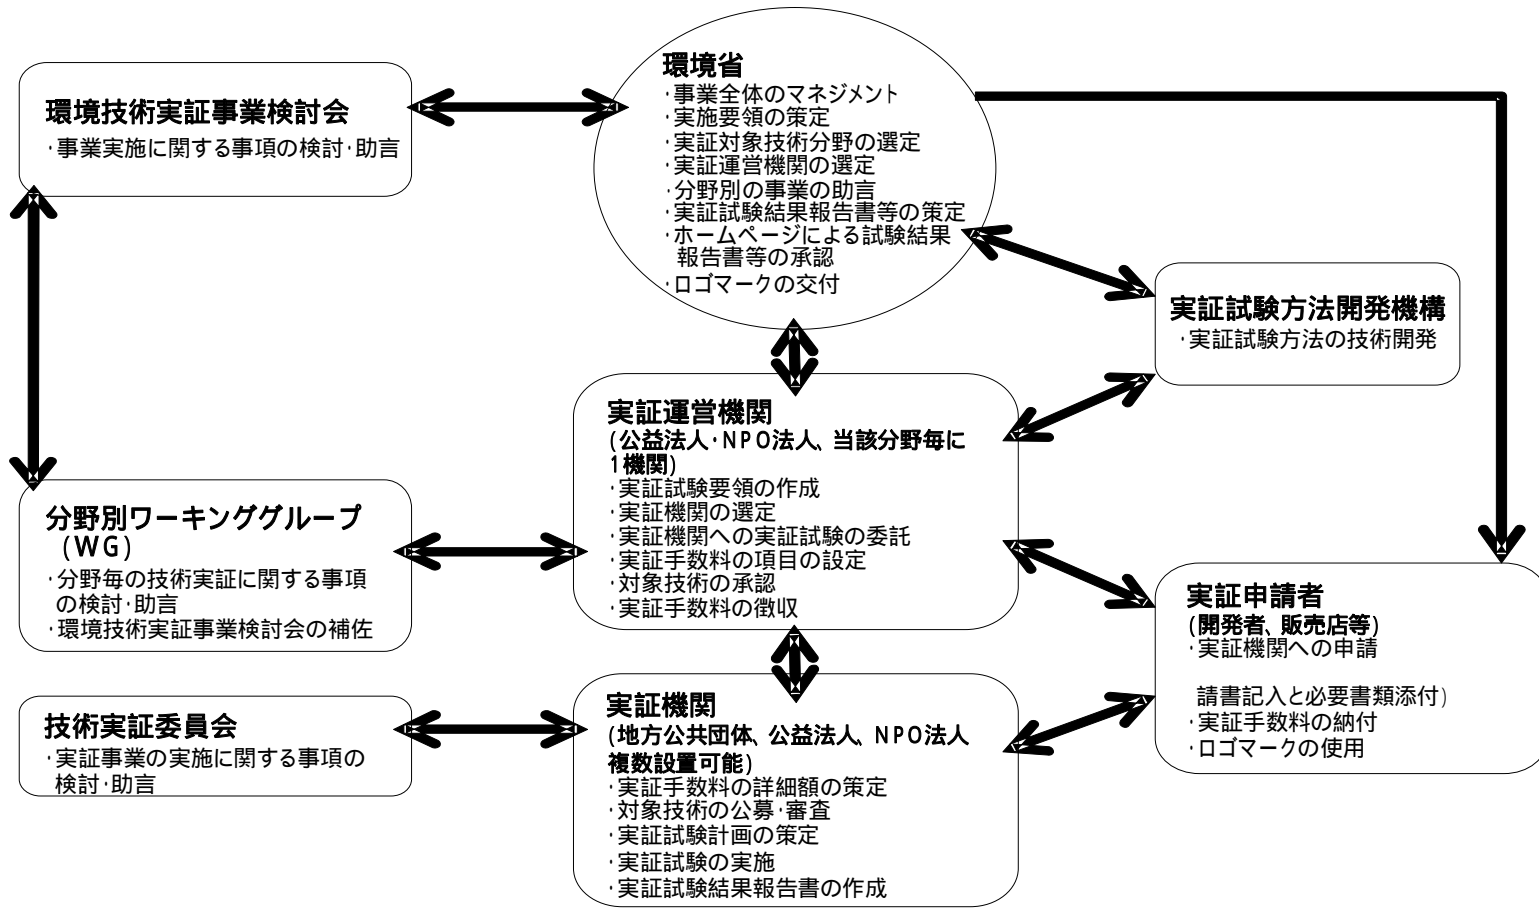 環境省
･事業全体のマネジメント
･実施要領の策定
･実証対象技術分野の選定
･実証運営機関の選定
･分野別の事業の助言
･実証試験結果報告書等の策定
･ホームページによる試験結果
報告書等の承認
･ロゴマークの交付
環境技術実証事業検討会
･事業実施に関する事項の検討･助言
実証試験方法開発機構
･実証試験方法の技術開発
実証運営機関
(公益法人･NPO法人、当該分野毎に
1機関)
･実証試験要領の作成
･実証機関の選定
･実証機関への実証試験の委託
･実証手数料の項目の設定
･対象技術の承認
･実証手数料の徴収
分野別ワーキンググループ
(WG)
･分野毎の技術実証に関する事項
の検討･助言
･環境技術実証事業検討会の補佐
実証申請者
(開発者、販売店等)
･実証機関への申請
請書記入と必要書類添付)
･実証手数料の納付
･ロゴマークの使用
技術実証委員会
･実証事業の実施に関する事項の
検討･助言
実証機関
(地方公共団体、公益法人、NPO法人
複数設置可能)
･実証手数料の詳細額の策定
･対象技術の公募･審査
･実証試験計画の策定
･実証試験の実施
･実証試験結果報告書の作成